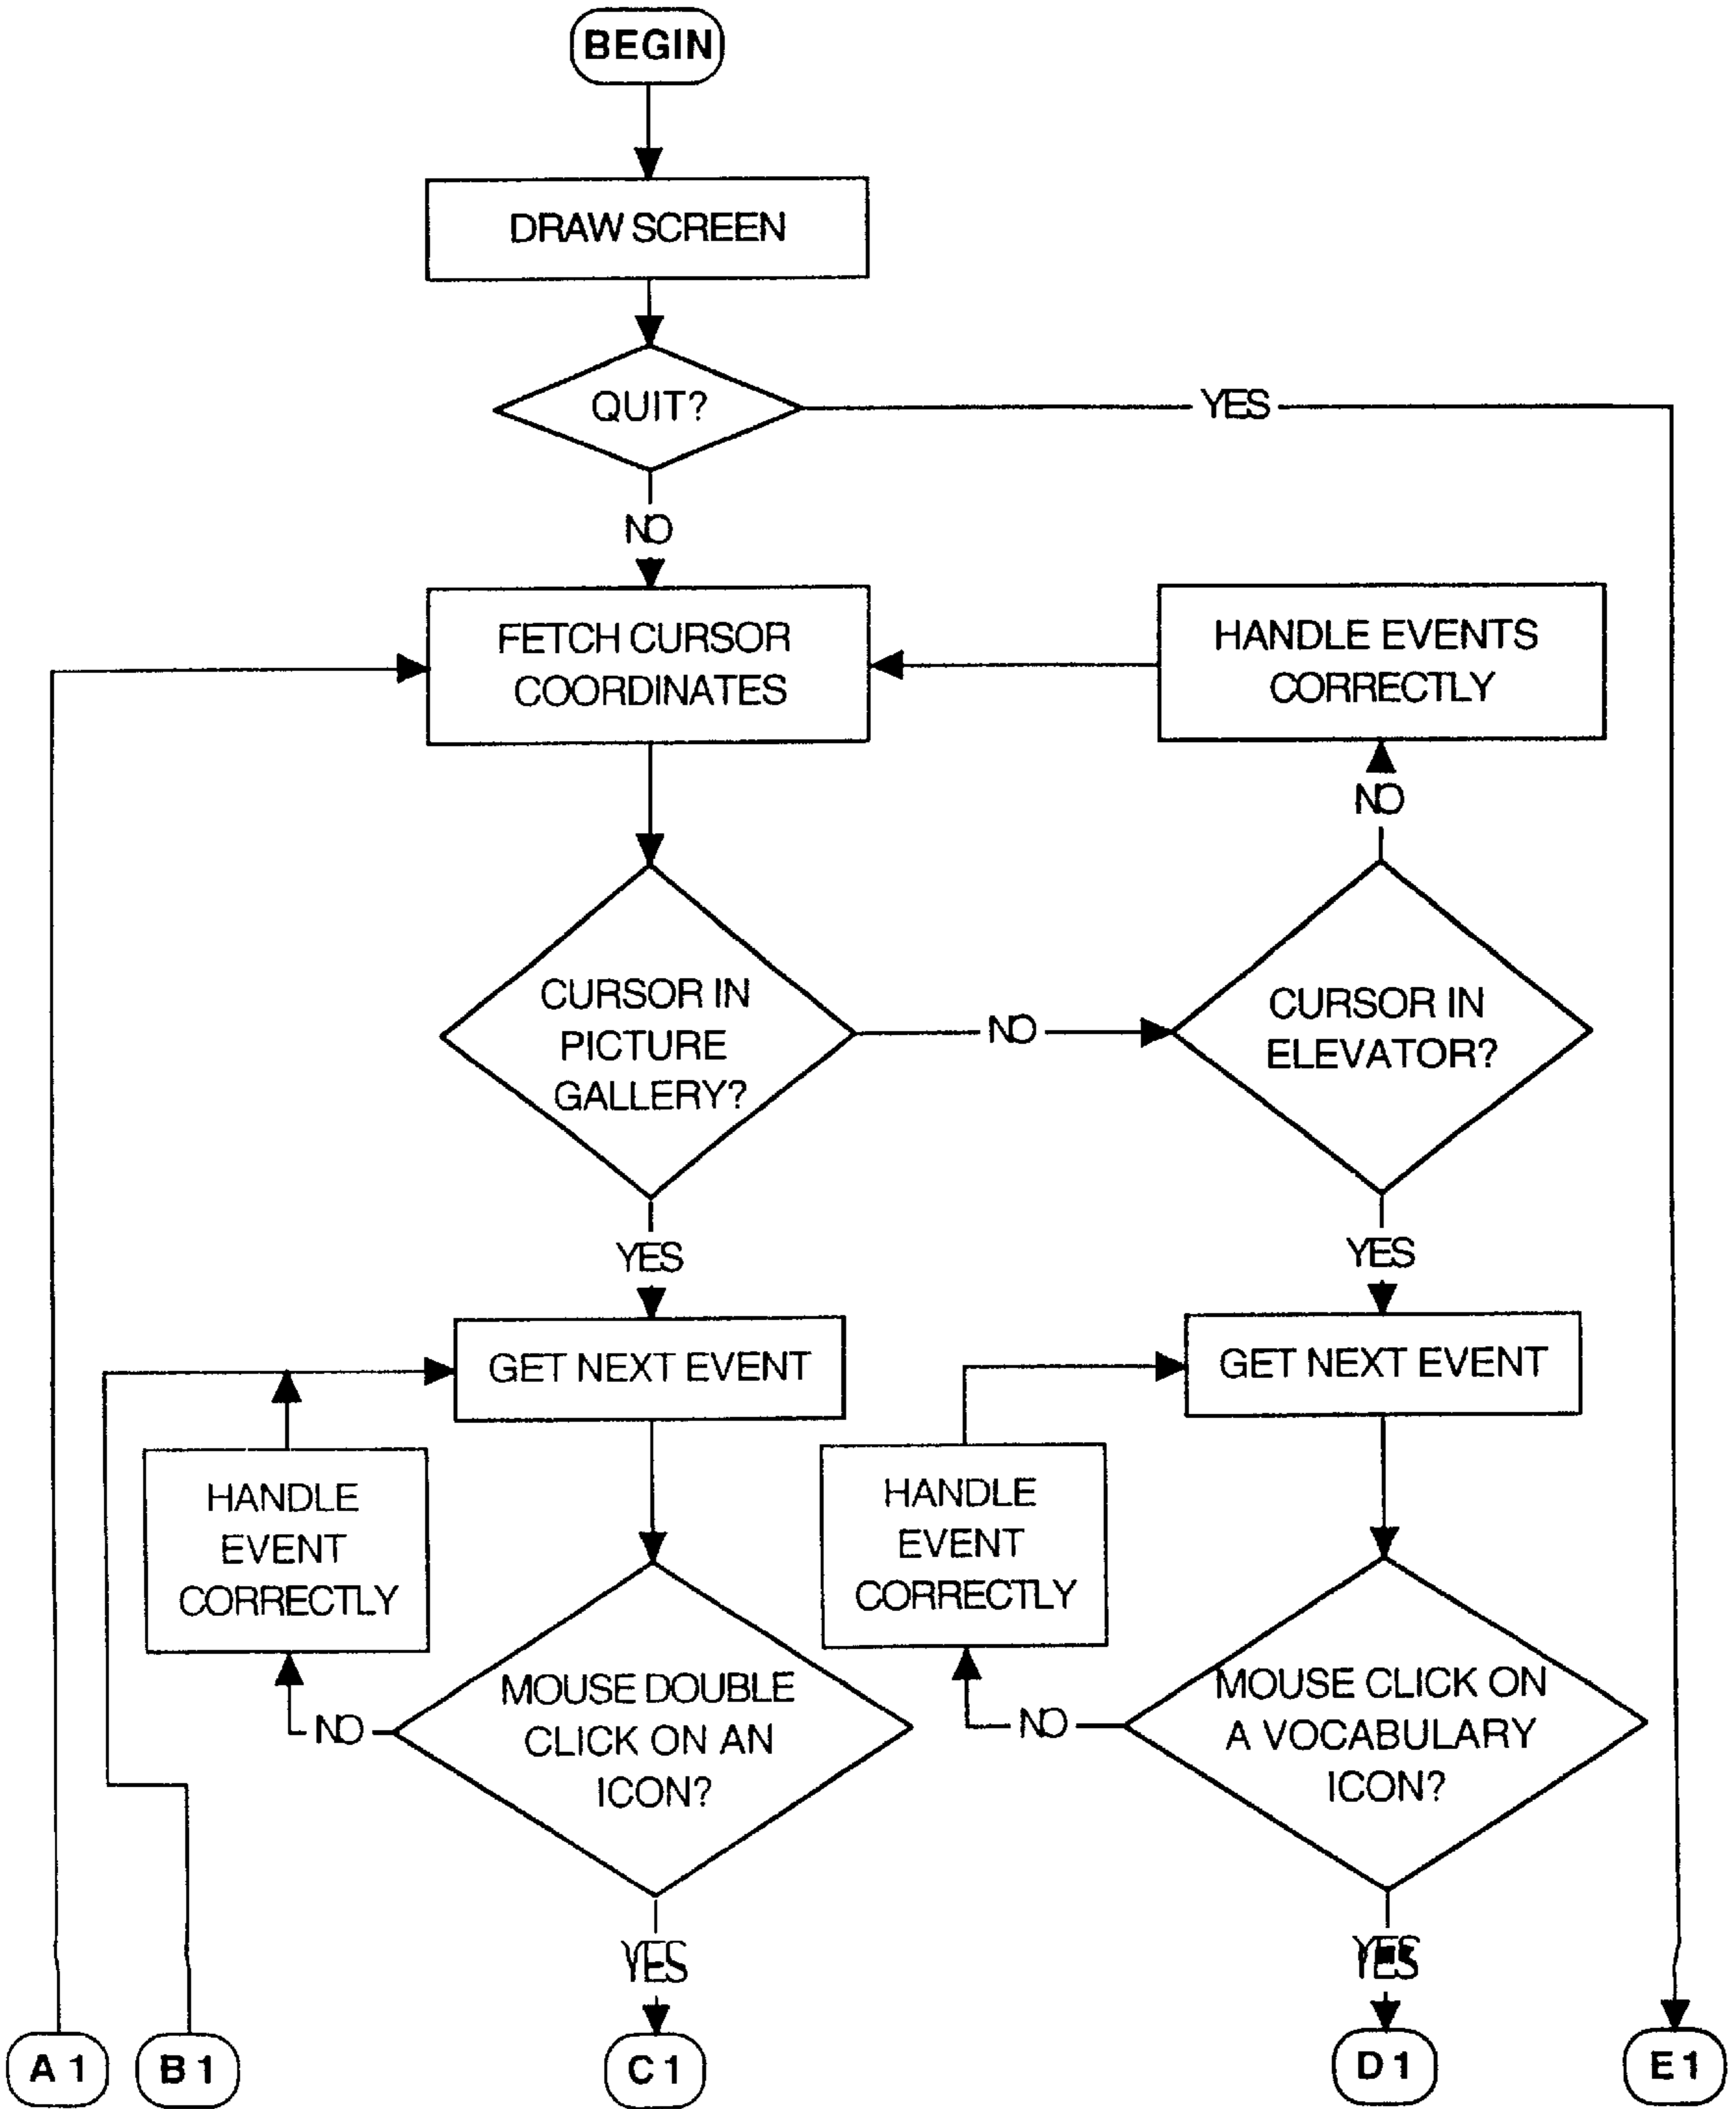 BEGIN
DRAW SCREEN
QUIT?
YES
NO
FETCH CURSOR
COORDINATES
HANDLE EVENTS
CORRECTLY
NO
CURSOR IN
PICTURE
GALLERY?
NO
CURSOR IN
ELEVATOR?
YES
YES
GET NEXT EVENT
GET NEXT EVENT
HANDLE
EVENT
CORRECTLY
HANDLE
EVENT
CORRECTLY
MOUSE DOUBLE
CLICK ON AN
ICON?
NO
MOUSE CLICK ON
A VOCABULARY
ICON?
NO
YES
YES
A 1
B 1
C 1
D 1
E 1